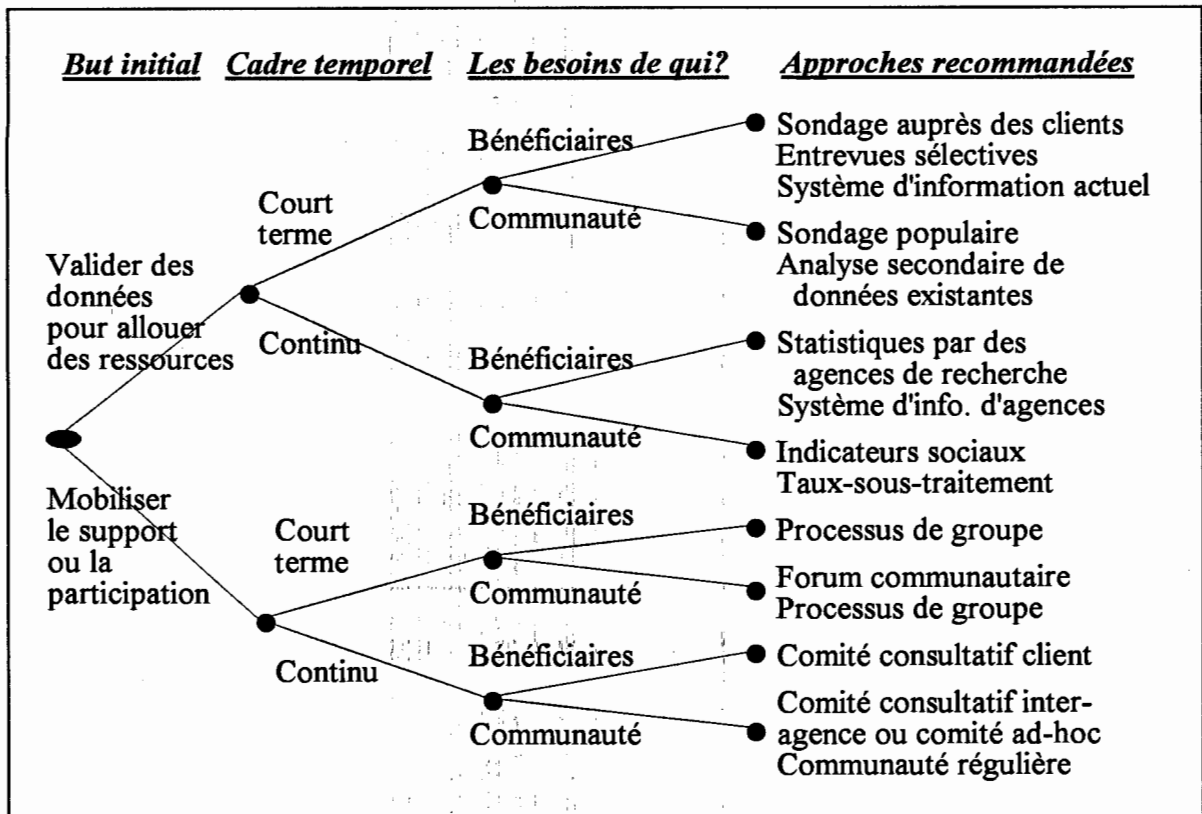 But initial Cadre temporel Les besoins de qui? Approches recommandées
Bénéficiaires
Sondage auprès des clients
Entrevues sélectives
Système d'information actuel
Court
terme
Communauté
Sondage populaire
Analyse secondaire de
données existantes
Valider des
données
pour allouer
des ressources
Continu
Bénéficiaires
Statistiques par des
agences de recherche
Système d'info. d'agences
Communauté
Indicateurs sociaux
Taux-sous-traitement
Mobiliser
le support
ou la
participation
Court
terme
Bénéficiaires
Processus de groupe
Communauté
Forum communautaire
Processus de groupe
Continu
Bénéficiaires
Comité consultatif client
Communauté
Comité consultatif inter-
agence ou comité ad-hoc
Communauté régulière